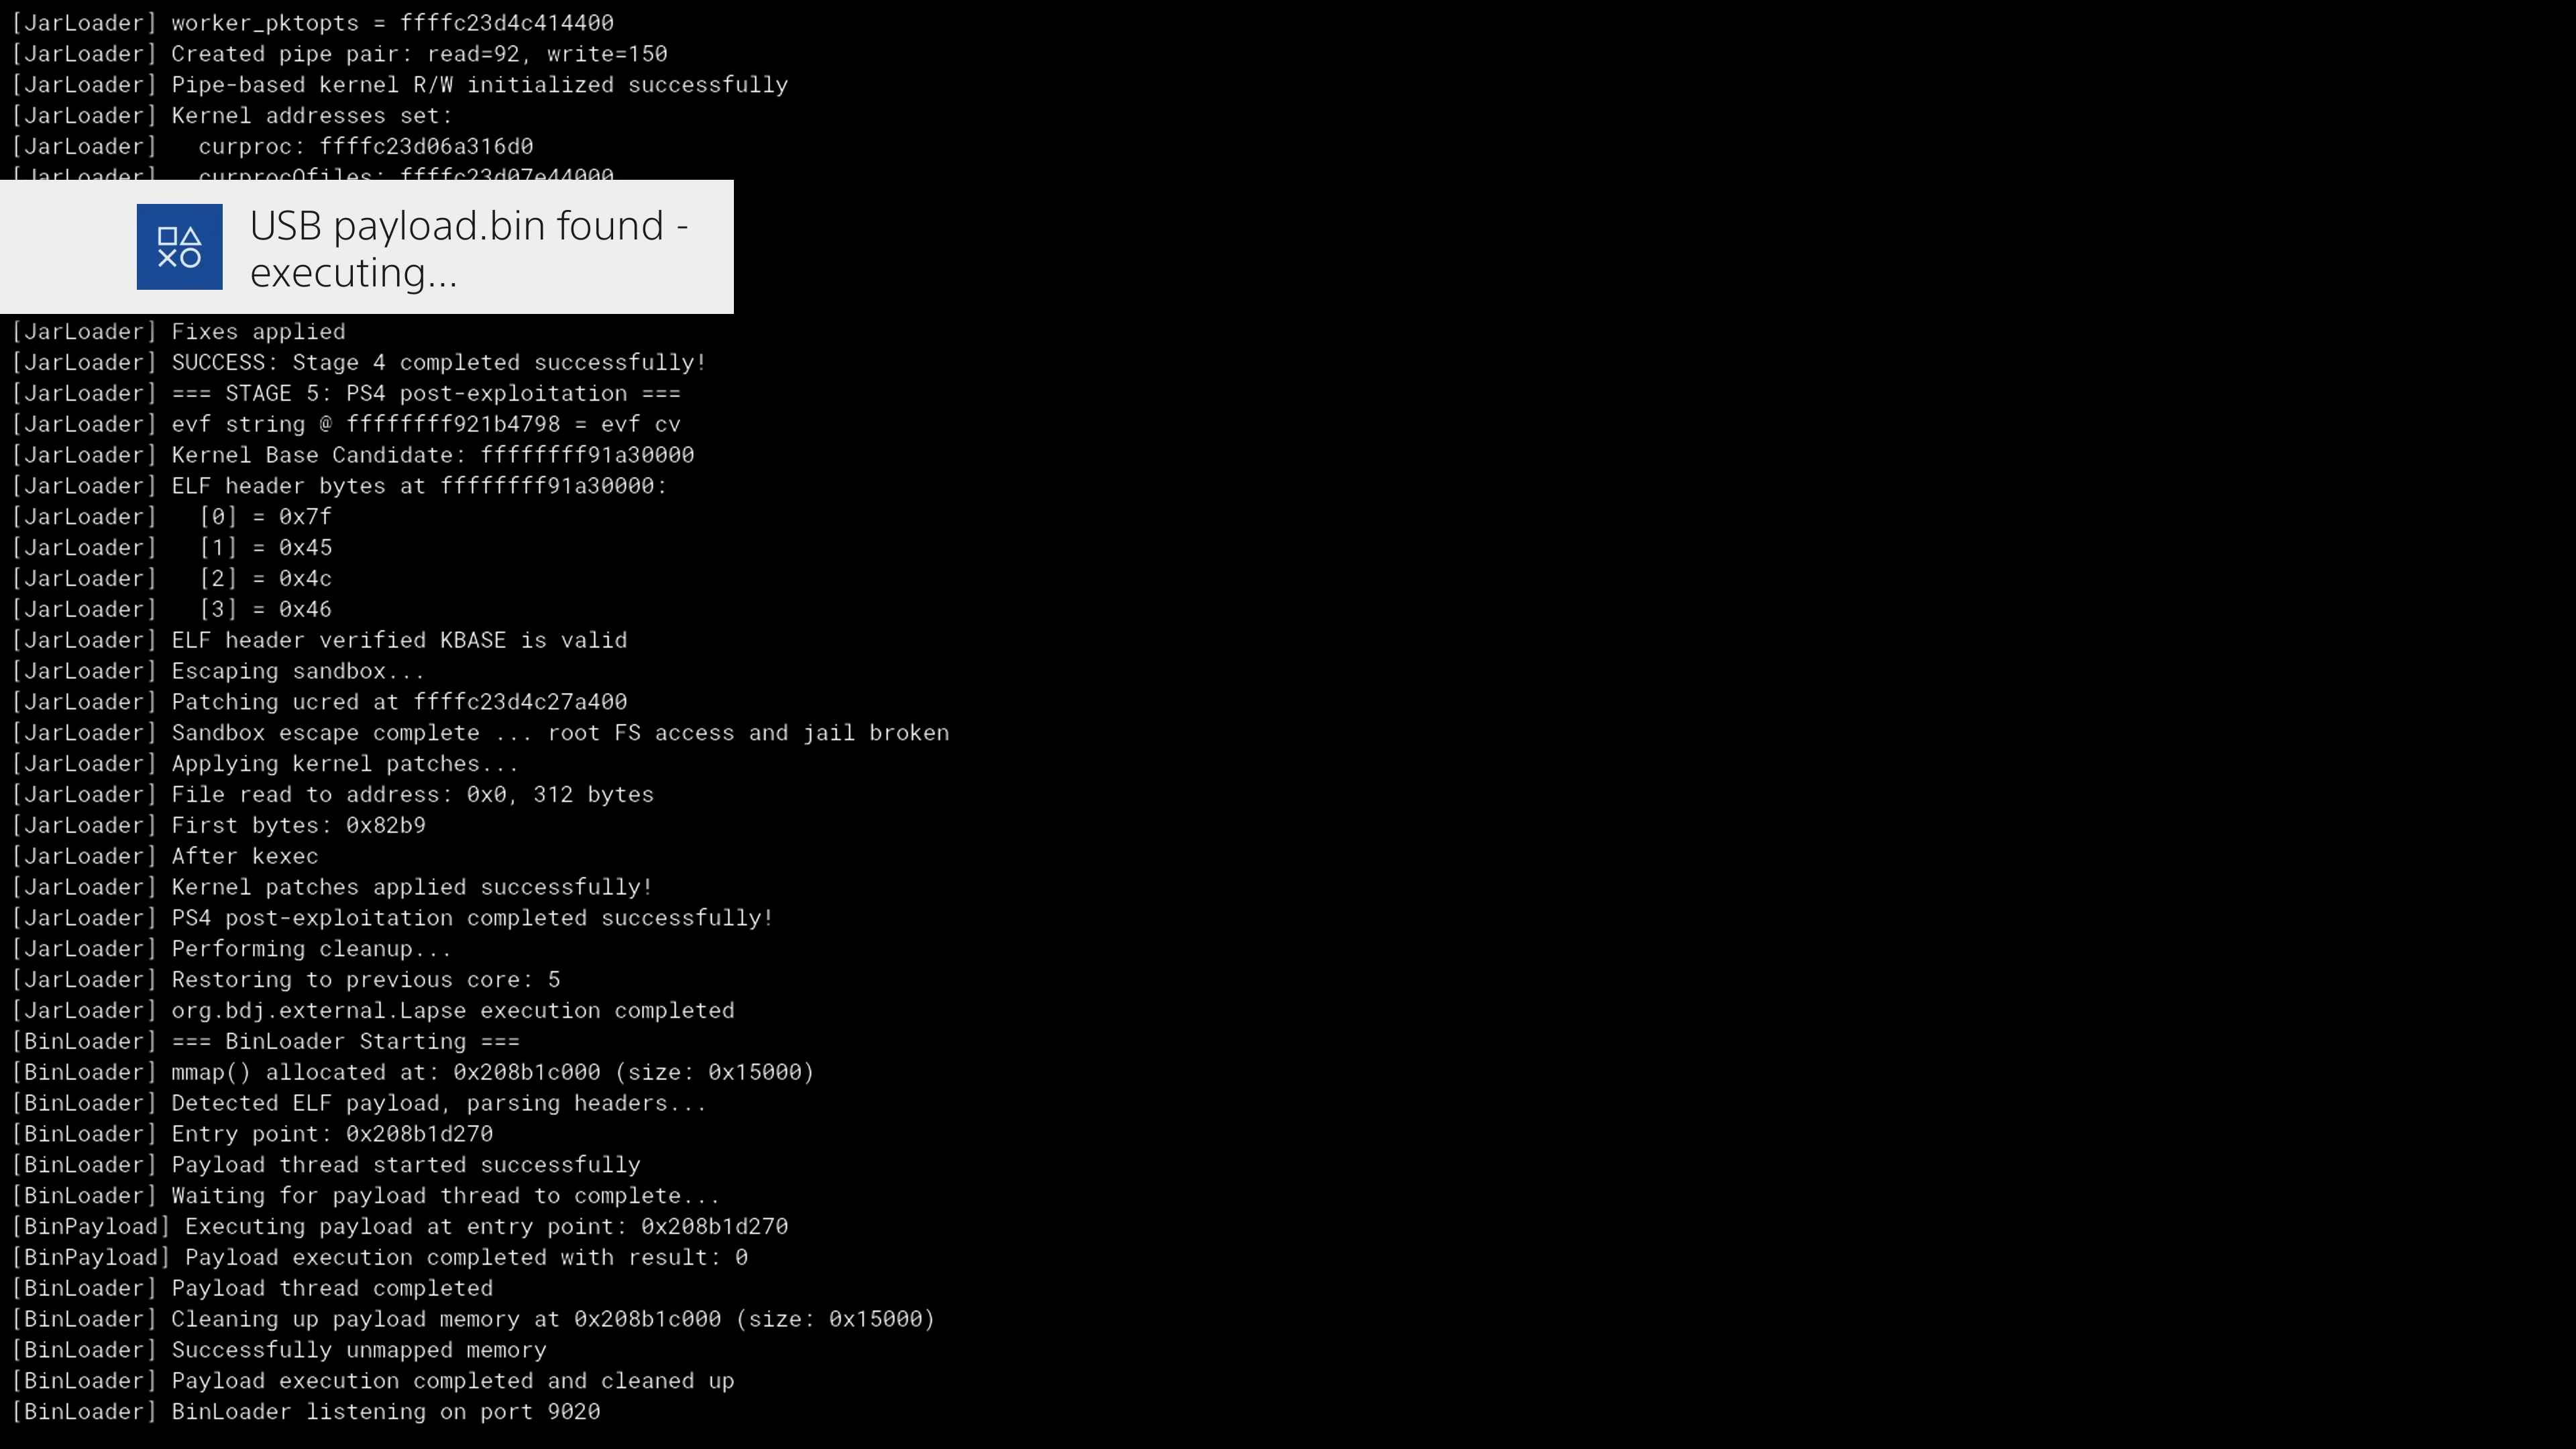 [JarLoader] worker_pktopts = ffffc23d4c414400
[JarLoader] Created pipe pair: read=92, write=150
[JarLoader] Pipe-based kernel R/W initialized successfully
[JarLoader] Kernel addresses set:
[JarLoader]   curproc: ffffc23d06a316d0
[JarLoader]   curprocOfiles: ffffc23d07e44000
USB payload.bin found -
executing...
[JarLoader] Fixes applied
[JarLoader] SUCCESS: Stage 4 completed successfully!
[JarLoader] === STAGE 5: PS4 post-exploitation ===
[JarLoader] evf string @ ffffffff921b4798 = evf cv
[JarLoader] Kernel Base Candidate: ffffffff91a30000
[JarLoader] ELF header bytes at ffffffff91a30000:
[JarLoader]   [0] = 0x7f
[JarLoader]   [1] = 0x45
[JarLoader]   [2] = 0x4c
[JarLoader]   [3] = 0x46
[JarLoader] ELF header verified KBASE is valid
[JarLoader] Escaping sandbox...
[JarLoader] Patching ucred at ffffc23d4c27a400
[JarLoader] Sandbox escape complete ... root FS access and jail broken
[JarLoader] Applying kernel patches...
[JarLoader] File read to address: 0x0, 312 bytes
[JarLoader] First bytes: 0x82b9
[JarLoader] After kexec
[JarLoader] Kernel patches applied successfully!
[JarLoader] PS4 post-exploitation completed successfully!
[JarLoader] Performing cleanup...
[JarLoader] Restoring to previous core: 5
[JarLoader] org.bdj.external.Lapse execution completed
[BinLoader] === BinLoader Starting ===
[BinLoader] mmap() allocated at: 0x208b1c000 (size: 0x15000)
[BinLoader] Detected ELF payload, parsing headers...
[BinLoader] Entry point: 0x208b1d270
[BinLoader] Payload thread started successfully
[BinLoader] Waiting for payload thread to complete...
[BinPayload] Executing payload at entry point: 0x208b1d270
[BinPayload] Payload execution completed with result: 0
[BinLoader] Payload thread completed
[BinLoader] Cleaning up payload memory at 0x208b1c000 (size: 0x15000)
[BinLoader] Successfully unmapped memory
[BinLoader] Payload execution completed and cleaned up
[BinLoader] BinLoader listening on port 9020